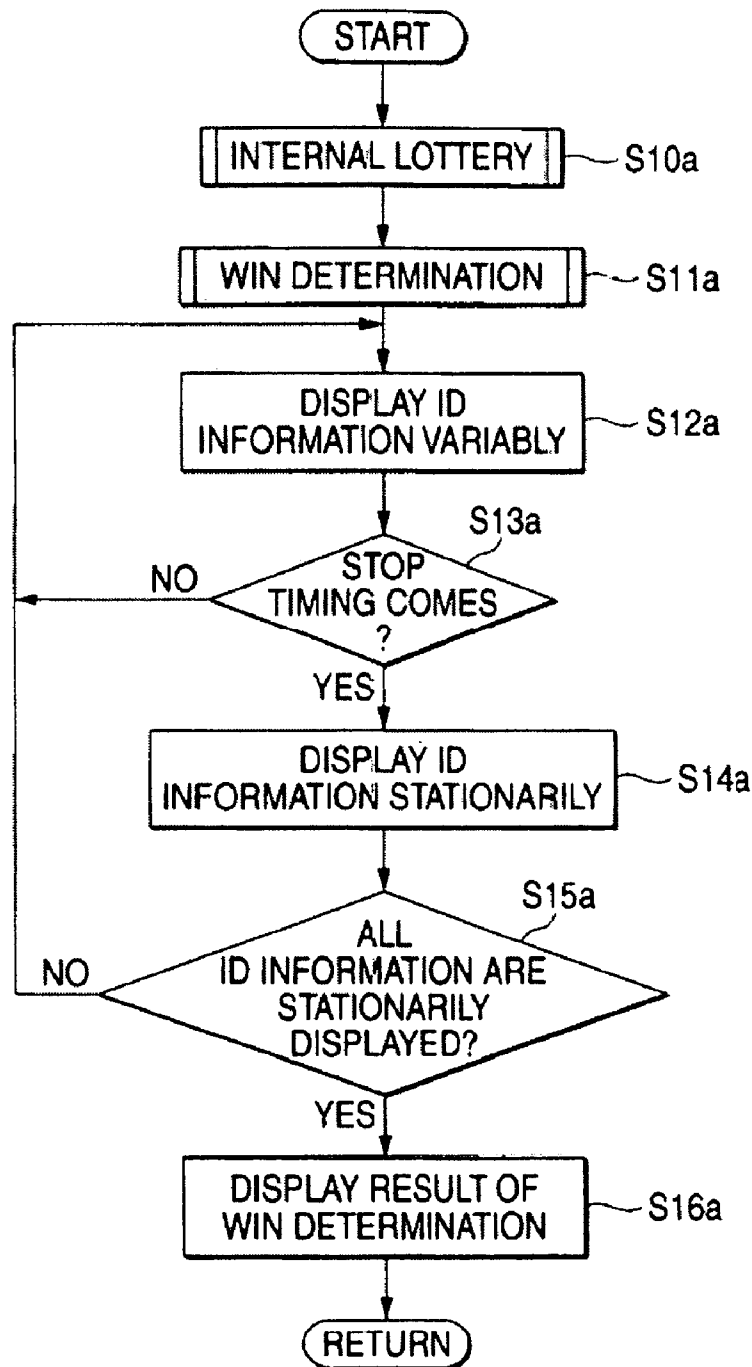 START
INTERNAL LOTTERY
S10a
WIN DETERMINATION
S11a
DISPLAY ID
INFORMATION VARIABLY
S12a
S13a
STOP
TIMING COMES
?
NO
YES
DISPLAY ID
INFORMATION STATIONARILY
S14a
S15a
ALL
ID INFORMATION ARE
STATIONARILY
DISPLAYED?
NO
YES
DISPLAY RESULT OF
WIN DETERMINATION
S16a
RETURN